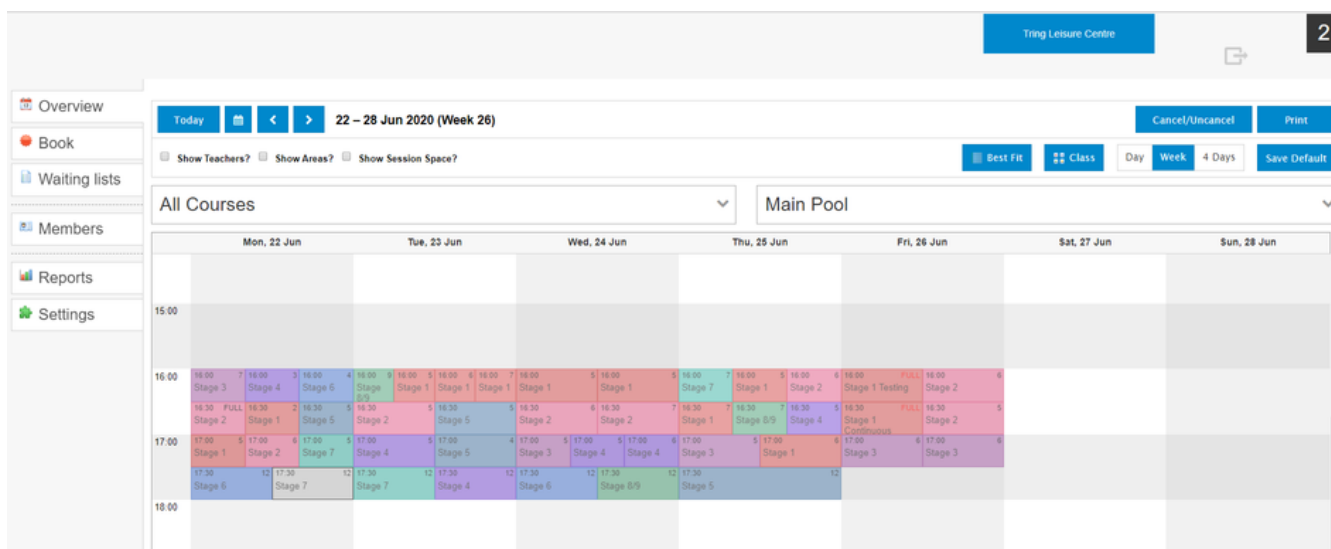 Tring Leisure Centre
2
Overview
Book
Waiting lists
Members
Reports
Settings
Today
22 – 28 Jun 2020 (Week 26)
Cancel/Uncancel
Print
Show Teachers?
Show Areas?
Show Session Space?
Best Fit
Class
Day
Week
4 Days
Save Default
All Courses
Main Pool
Mon, 22 Jun
Tue, 23 Jun
Wed, 24 Jun
Thu, 25 Jun
Fri, 26 Jun
Sat, 27 Jun
Sun, 28 Jun
15:00
16:00
16:00 7
Stage 3
16:00 3
Stage 4
16:00 4
Stage 6
16:00 9
Stage
8/9
16:00 5
Stage 1
16:00 6
Stage 1
16:00 7
Stage 1
16:00 5
Stage 1
16:00 5
Stage 1
16:00 7
Stage 7
16:00 5
Stage 1
16:00 6
Stage 2
16:00 FULL
Stage 1 Testing
16:00 6
Stage 2
16:30 FULL
Stage 2
16:30 2
Stage 1
16:30 5
Stage 5
16:30 5
Stage 2
16:30 5
Stage 5
16:30 6
Stage 2
16:30 7
Stage 2
16:30 7
Stage 1
16:30 7
Stage 8/9
16:30 5
Stage 4
16:30 FULL
Stage 1
Continuous
16:30 5
Stage 2
17:00
17:00 5
Stage 1
17:00 6
Stage 2
17:00 5
Stage 7
17:00 5
Stage 4
17:00 4
Stage 5
17:00 5
Stage 3
17:00 5
Stage 4
17:00 6
Stage 4
17:00 5
Stage 3
17:00 6
Stage 1
17:00 6
Stage 3
17:00 6
Stage 3
17:30 12
Stage 6
17:30 12
Stage 7
17:30 12
Stage 7
17:30 12
Stage 4
17:30 12
Stage 6
17:30 12
Stage 8/9
17:30 12
Stage 5
18:00